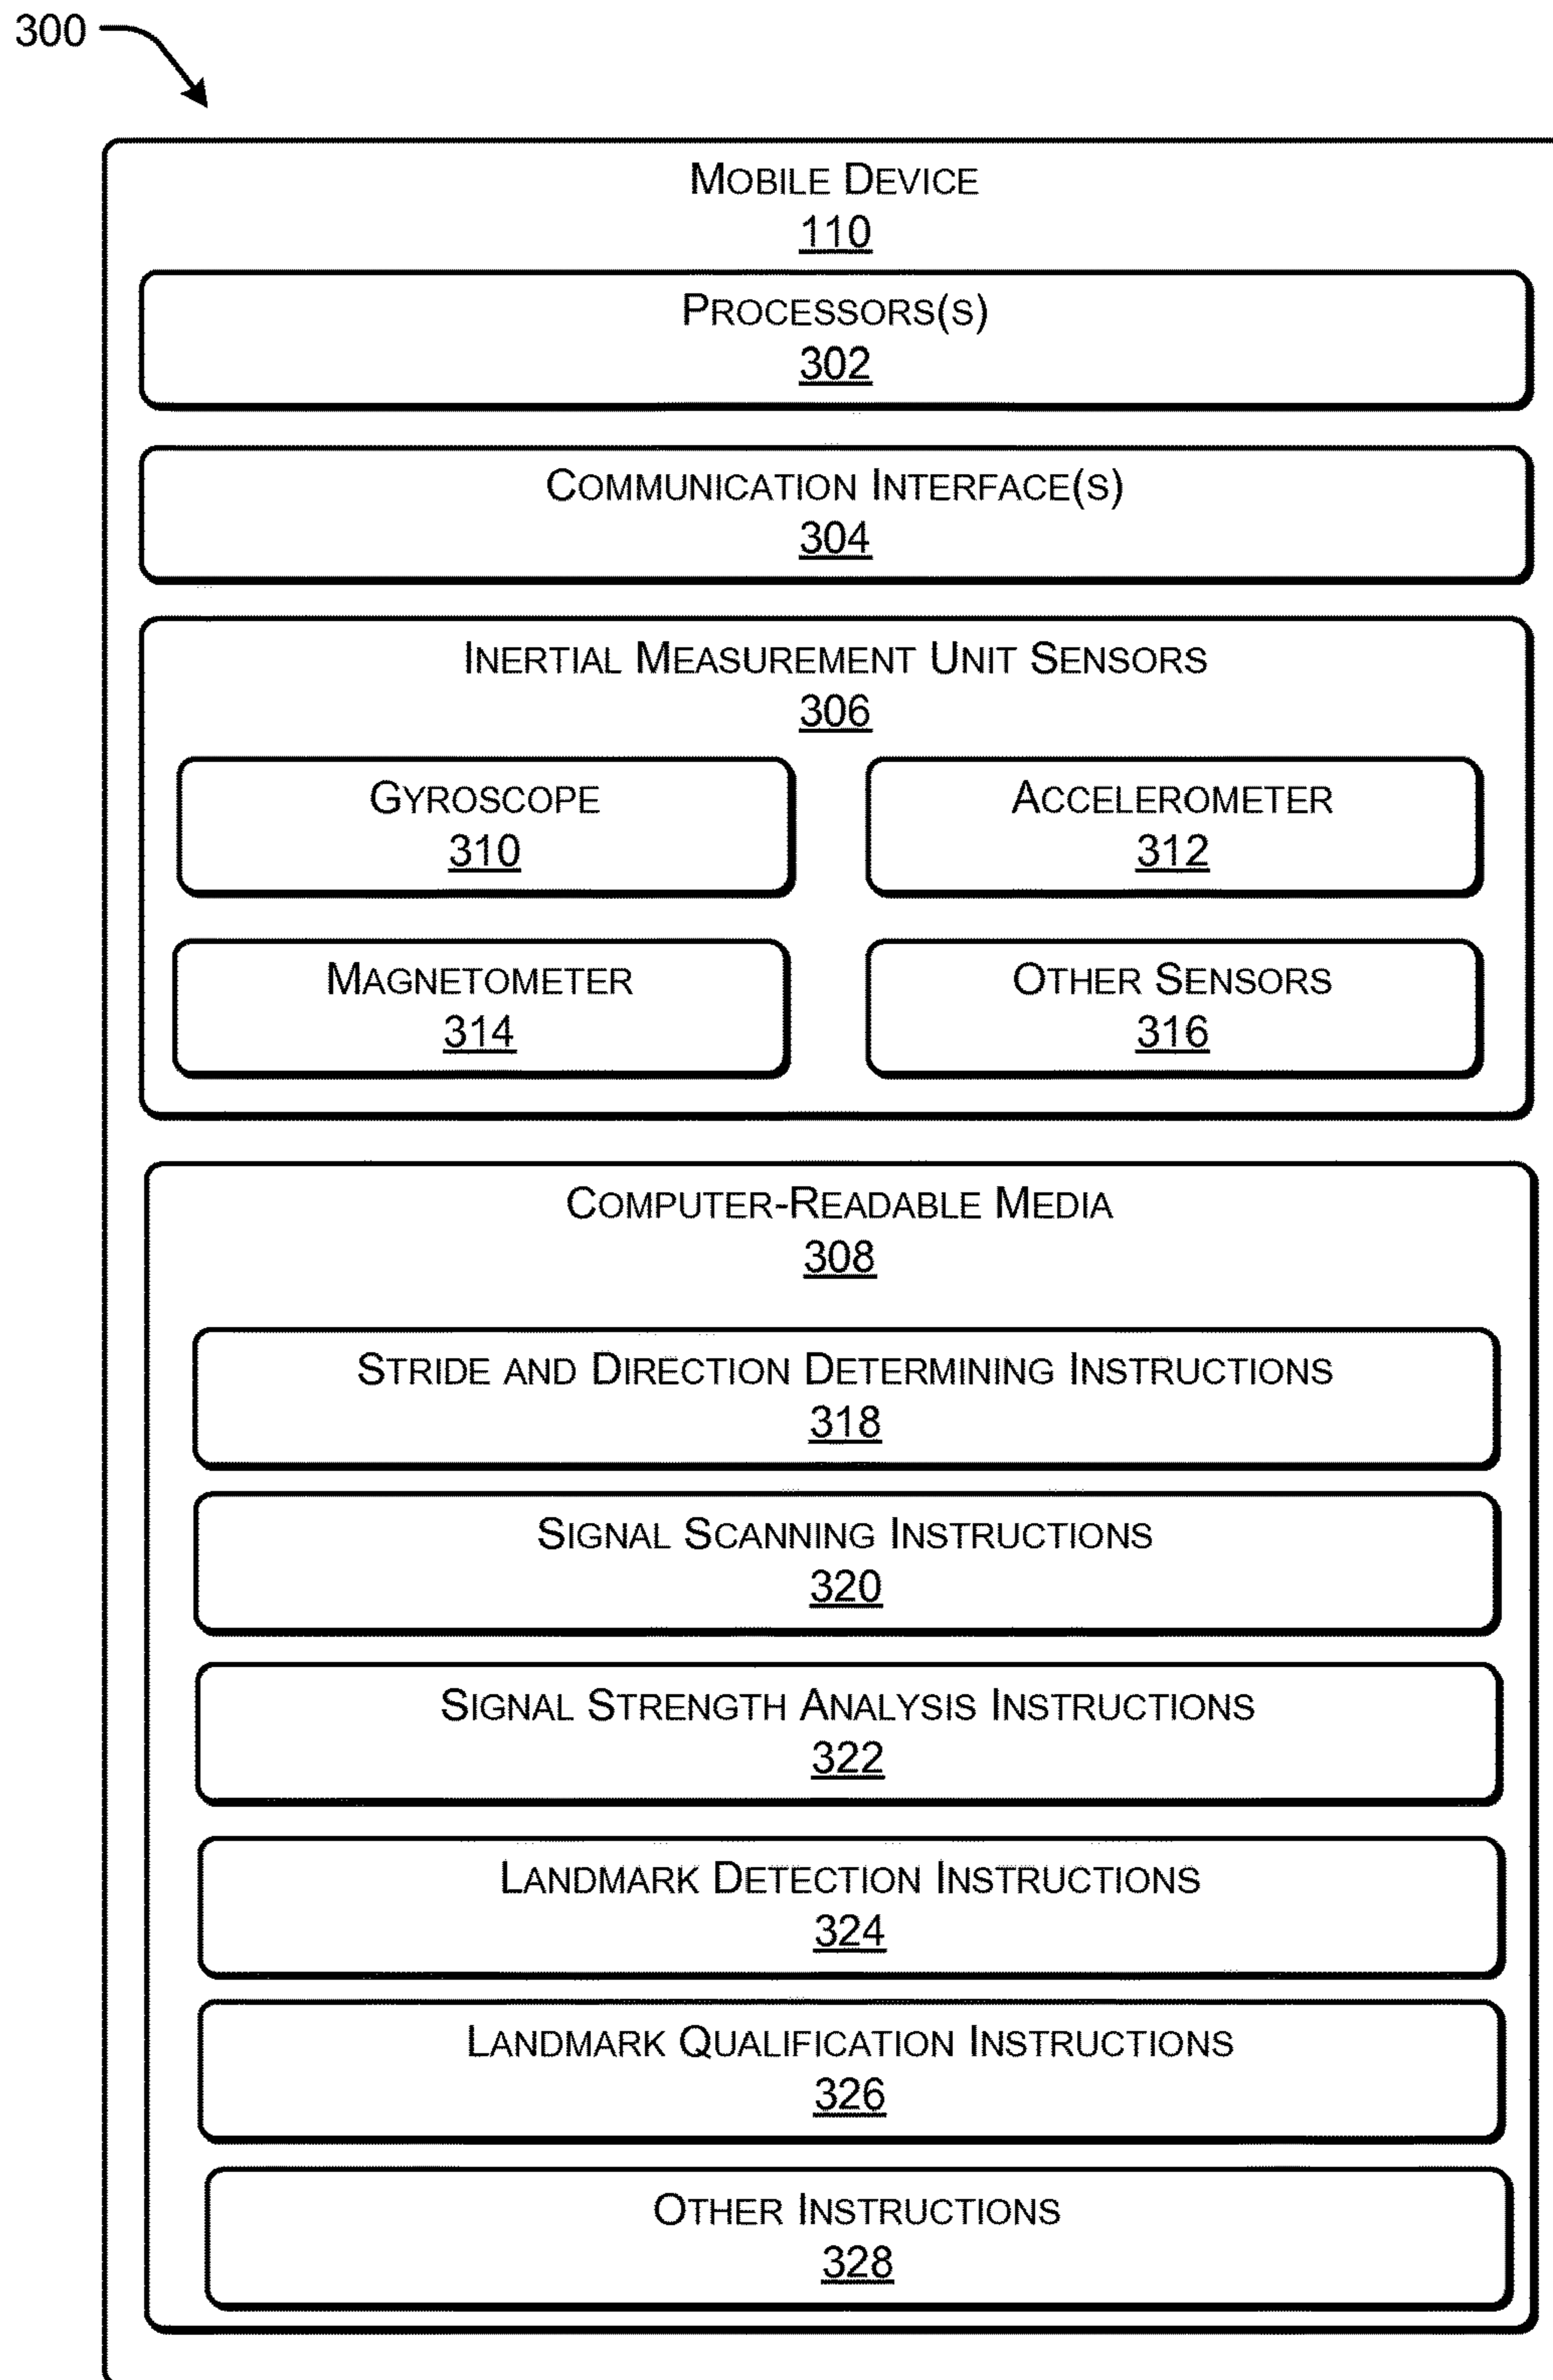 300
MOBILE DEVICE
110
PROCESSORS(S)
302
COMMUNICATION INTERFACE(S)
304
INERTIAL MEASUREMENT UNIT SENSORS
306
GYROSCOPE
310
ACCELEROMETER
312
MAGNETOMETER
314
OTHER SENSORS
316
COMPUTER-READABLE MEDIA
308
STRIDE AND DIRECTION DETERMINING INSTRUCTIONS
318
SIGNAL SCANNING INSTRUCTIONS
320
SIGNAL STRENGTH ANALYSIS INSTRUCTIONS
322
LANDMARK DETECTION INSTRUCTIONS
324
LANDMARK QUALIFICATION INSTRUCTIONS
326
OTHER INSTRUCTIONS
328